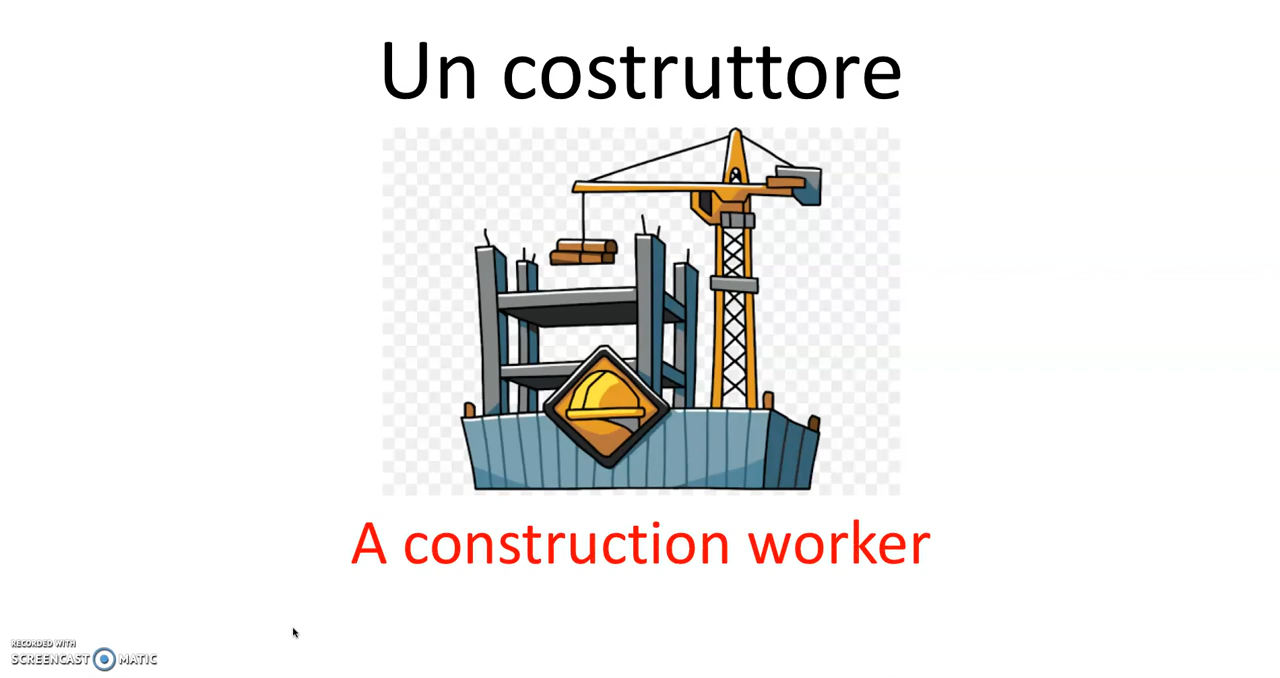 Un costruttore
A construction worker
RECORDED WITH
SCREENCAST MATIC